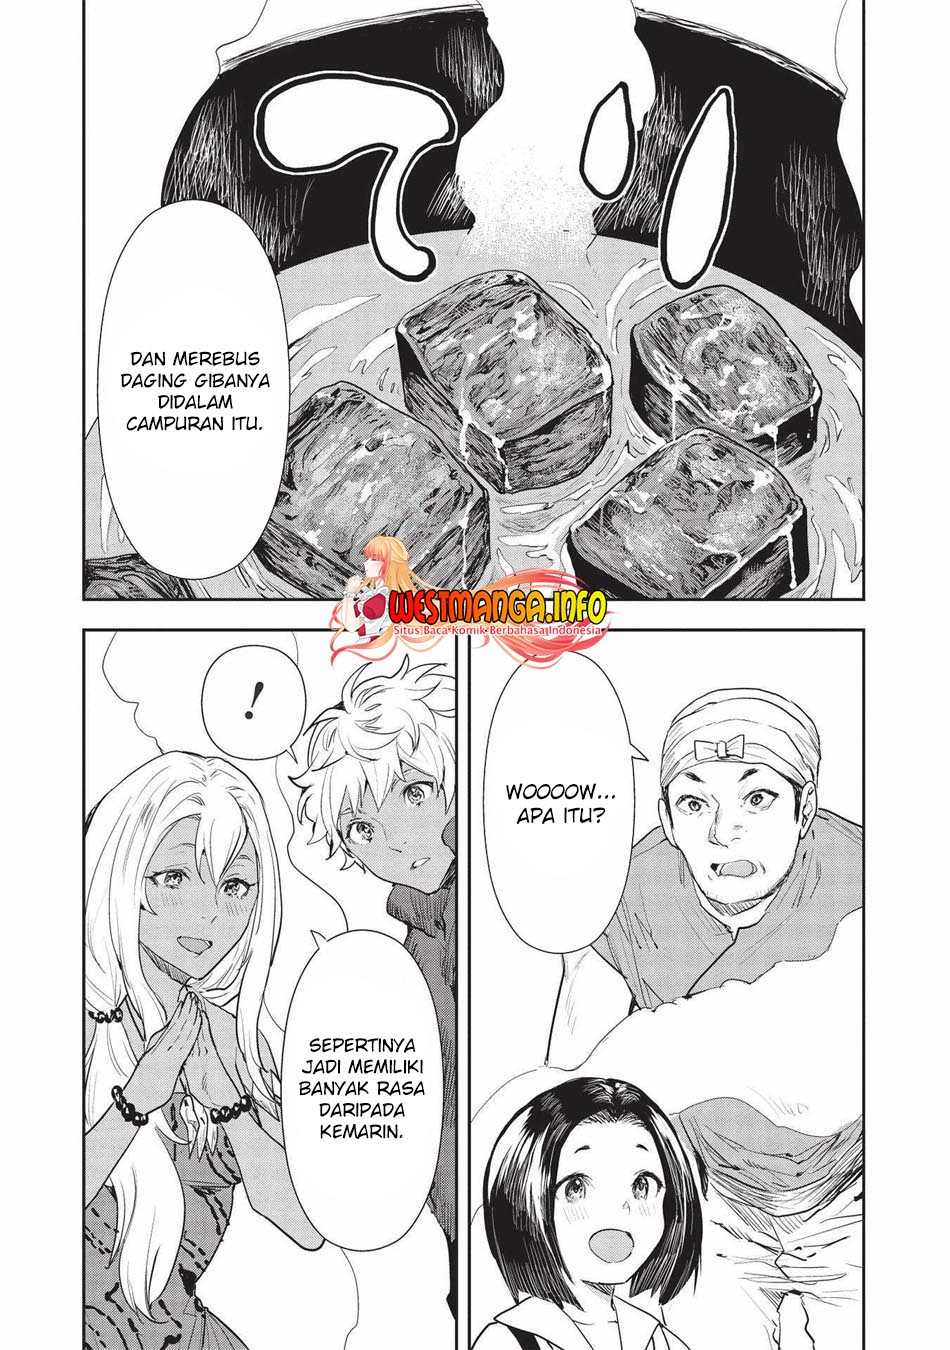 DAN MEREBUS
DAGING GIBANYA
DIDALAM
CAMPURAN ITU.
WESTMANGA.INFO
Situs Baca Komik Berbahasa Indonesia
WOOOOW...
APA ITU?
!
SEPERTINYA
JADI MEMILIKI
BANYAK RASA
DARIPADA
KEMARIN.